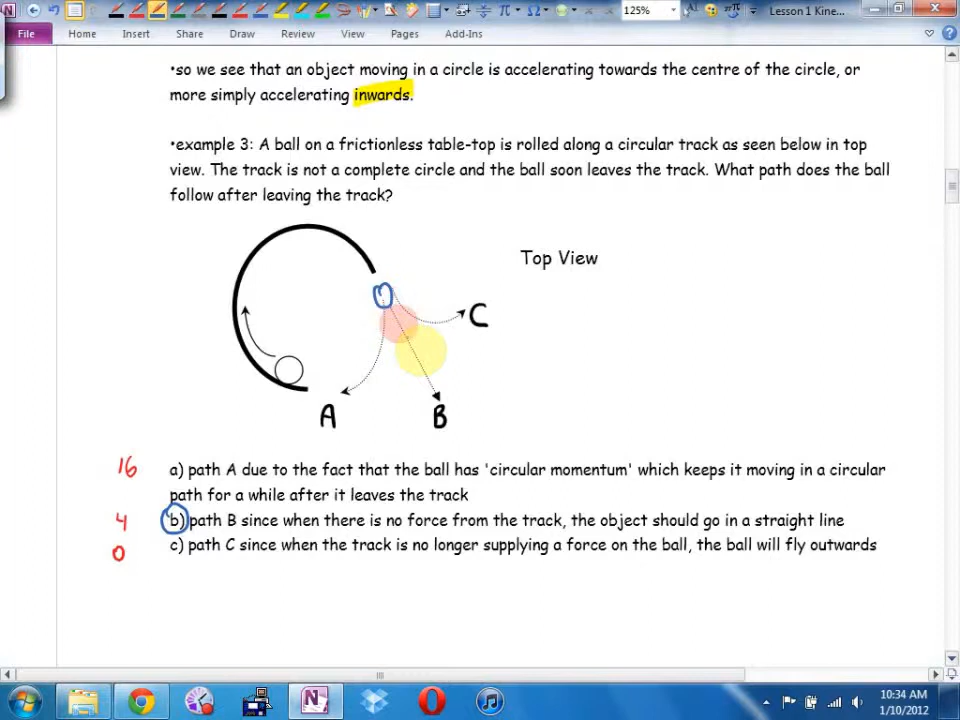 125%
Lesson 1 Kine...
File Home Insert Share Draw Review View Pages Add-Ins
•so we see that an object moving in a circle is accelerating towards the centre of the circle, or
more simply accelerating inwards.
•example 3: A ball on a frictionless table-top is rolled along a circular track as seen below in top
view. The track is not a complete circle and the ball soon leaves the track. What path does the ball
follow after leaving the track?
Top View
C
A
B
16 a) path A due to the fact that the ball has 'circular momentum' which keeps it moving in a circular
path for a while after it leaves the track
4 b) path B since when there is no force from the track, the object should go in a straight line
0 c) path C since when the track is no longer supplying a force on the ball, the ball will fly outwards
10:34 AM
1/10/2012